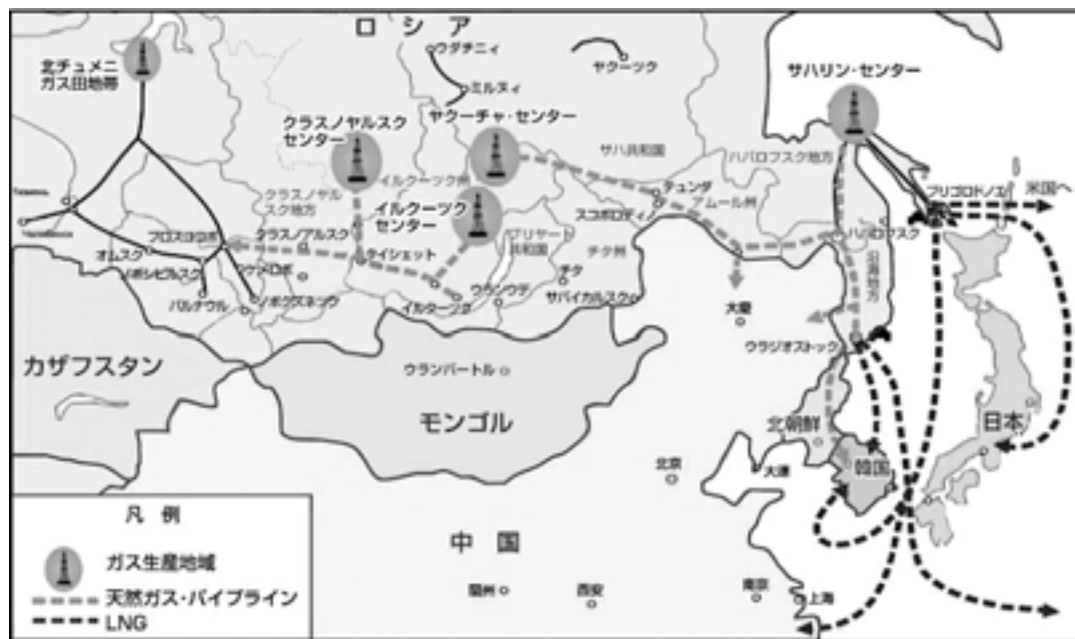 ロシア
北チュメニ
ガス田地帯
ウダチニィ
ミルヌィ
ヤクーツク
サハリン・センター
クラスノヤルスク
センター
ヤクーチャ・センター
サハ共和国
ハバロフスク地方
イルクーツク州
イルクーツク
センター
クラスノヤル
スク地方
テュンダ
スコボロディノ
アムール州
プリゴロドノエ
米国へ
ブリヤート
共和国
チタ州
オムスク
ノボシビルスク
タイシェット
バルナウル
イルクーツク
ウランウデ
チタ
サバイカルスク
沿海地方
大慶
ウラジオストック
カザフスタン
ウランバートル
モンゴル
北朝鮮
韓国
日本
北京
大連
中国
蘭州
西安
南京
上海
凡例
ガス生産地域
天然ガス・パイプライン
LNG